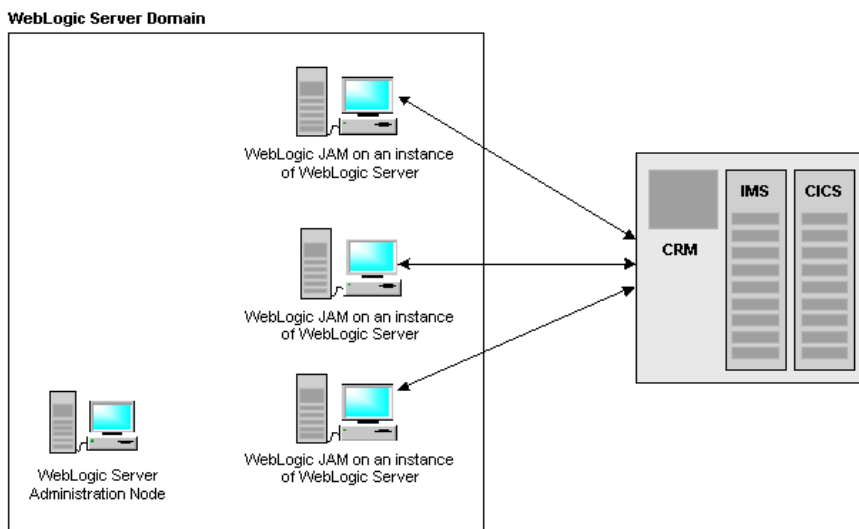 WebLogic Server Domain
WebLogic JAM on an instance
of WebLogic Server
IMS
CICS
CRM
WebLogic JAM on an instance
of WebLogic Server
WebLogic JAM on an instance
of WebLogic Server
WebLogic Server
Administration Node